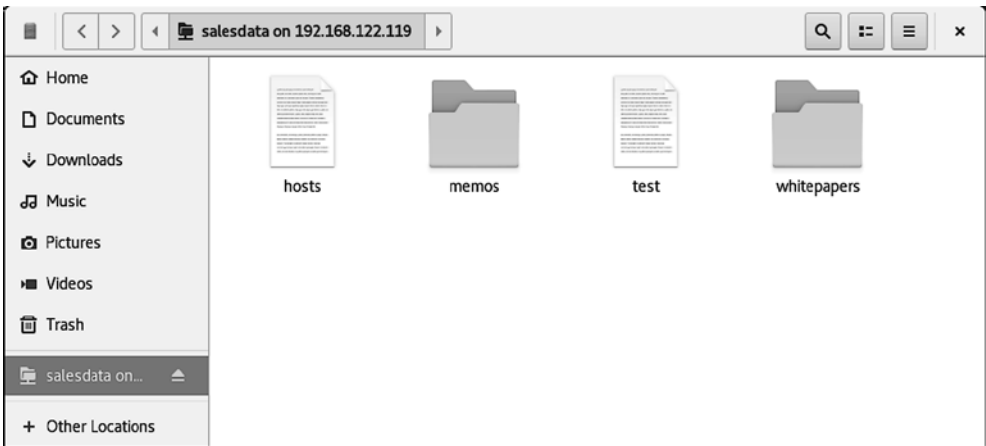 salesdata on 192.168.122.119
Home
Documents
Downloads
Music
Pictures
Videos
Trash
salesdata on...
Other Locations
hosts
memos
test
whitepapers